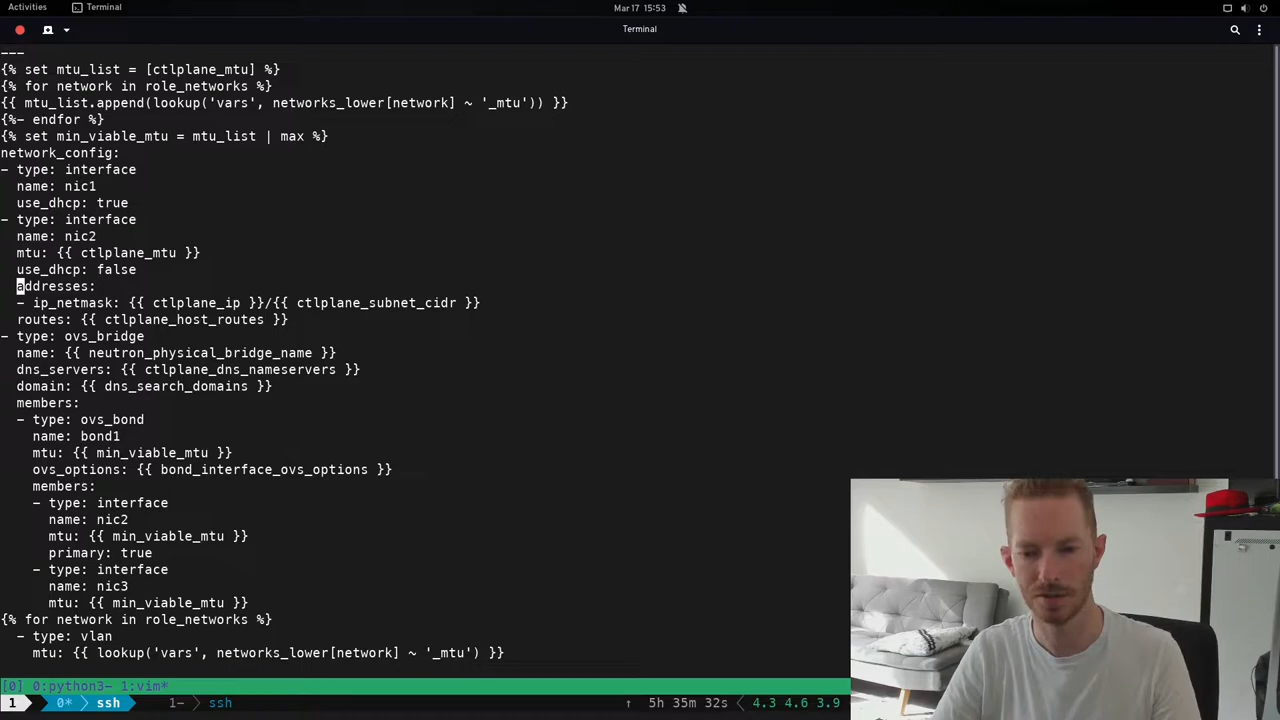 Activities
Terminal
Mar 17 15:53
Terminal
---
{% set mtu_list = [ctlplane_mtu] %}
{% for network in role_networks %}
{{ mtu_list.append(lookup('vars', networks_lower[network] ~ '_mtu')) }}
{%- endfor %}
{% set min_viable_mtu = mtu_list | max %}
network_config:
- type: interface
  name: nic1
  use_dhcp: true
- type: interface
  name: nic2
  mtu: {{ ctlplane_mtu }}
  use_dhcp: false
  addresses:
  - ip_netmask: {{ ctlplane_ip }}/{{ ctlplane_subnet_cidr }}
  routes: {{ ctlplane_host_routes }}
- type: ovs_bridge
  name: {{ neutron_physical_bridge_name }}
  dns_servers: {{ ctlplane_dns_nameservers }}
  domain: {{ dns_search_domains }}
  members:
  - type: ovs_bond
    name: bond1
    mtu: {{ min_viable_mtu }}
    ovs_options: {{ bond_interface_ovs_options }}
    members:
    - type: interface
      name: nic2
      mtu: {{ min_viable_mtu }}
      primary: true
    - type: interface
      name: nic3
      mtu: {{ min_viable_mtu }}
{% for network in role_networks %}
  - type: vlan
    mtu: {{ lookup('vars', networks_lower[network] ~ '_mtu') }}
[0] 0:python3- 1:vim*
1 0* ssh 1- ssh ↑ 5h 35m 32s 4.3 4.6 3.9